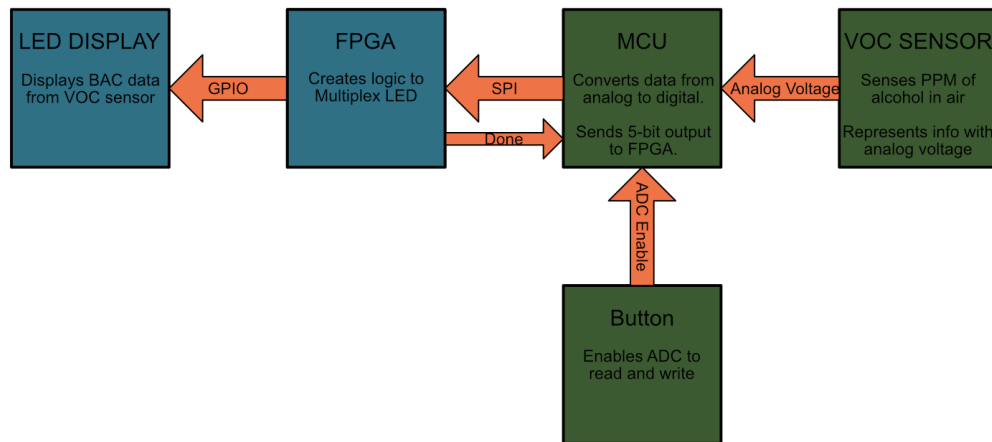 LED DISPLAY
Displays BAC data
from VOC sensor
GPIO
FPGA
Creates logic to
Multiplex LED
SPI
Done
MCU
Converts data from
analog to digital.
Sends 5-bit output
to FPGA.
Analog Voltage
VOC SENSOR
Senses PPM of
alcohol in air
Represents info with
analog voltage
ADC Enable
Button
Enables ADC to
read and write